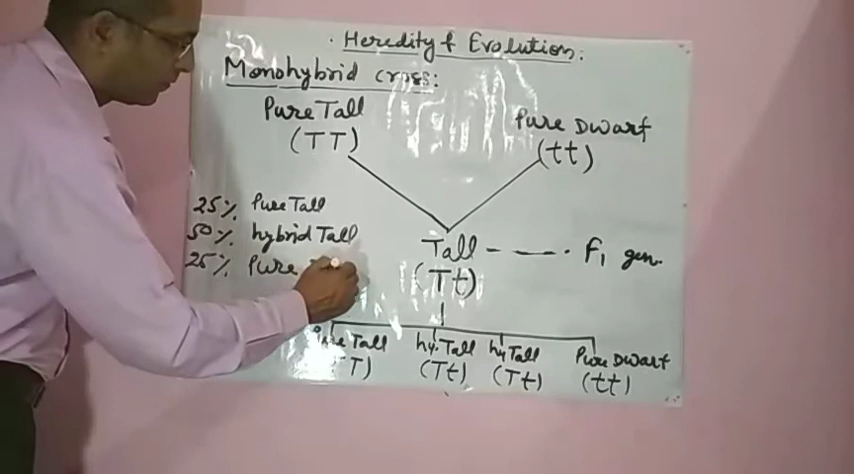 . Heredity & Evolution:
Monohybrid cross:
Pure Tall
(TT)
Pure Dwarf
(tt)
25% Pure Tall
50% hybrid Tall
25% Pure
Tall - — . F1 gen.
(Tt)
Tall hy. Tall hy Tall Pure Dwarf
T) (Tt) (Tt) (tt)